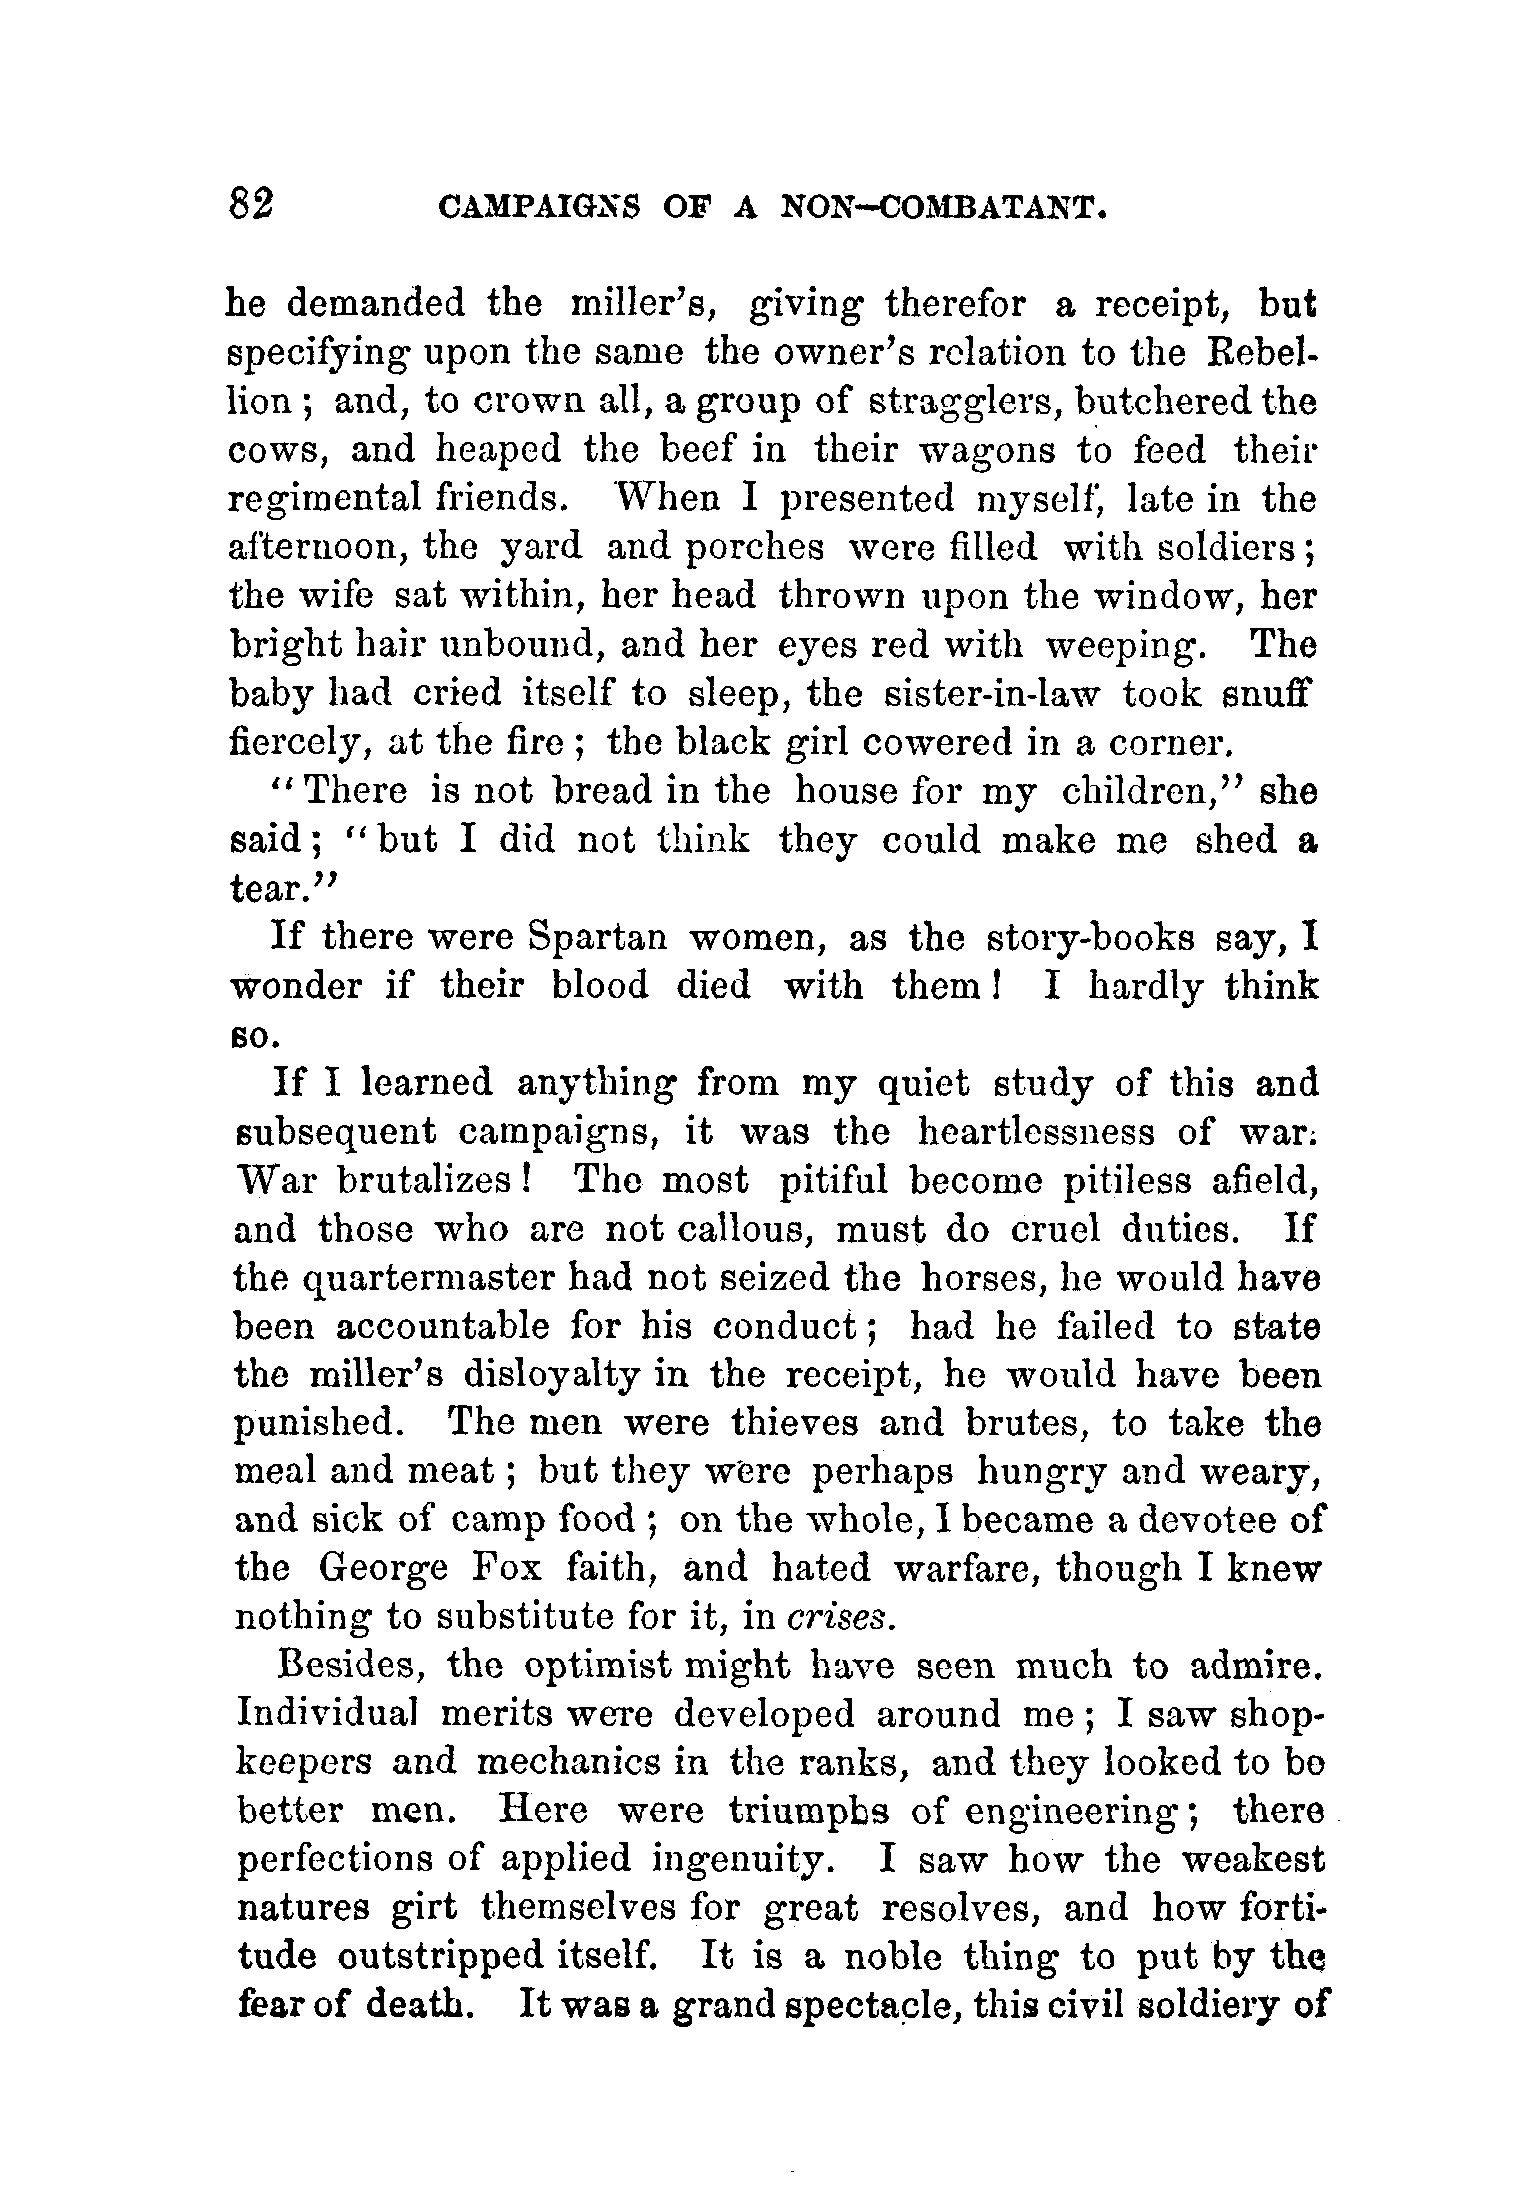 82 CAMPAIGNS OF A NON-COMBATANT.
he demanded the miller's, giving therefor a receipt, but
specifying upon the same the owner's relation to the Rebel-
lion; and, to crown all, a group of stragglers, butchered the
cows, and heaped the beef in their wagons to feed their
regimental friends. When I presented myself, late in the
afternoon, the yard and porches were filled with soldiers;
the wife sat within, her head thrown upon the window, her
bright hair unbound, and her eyes red with weeping. The
baby had cried itself to sleep, the sister-in-law took snuff
fiercely, at the fire; the black girl cowered in a corner.
"There is not bread in the house for my children," she
said; "but I did not think they could make me shed a
tear."
If there were Spartan women, as the story-books say, I
wonder if their blood died with them! I hardly think
so.
If I learned anything from my quiet study of this and
subsequent campaigns, it was the heartlessness of war.
War brutalizes! The most pitiful become pitiless afield,
and those who are not callous, must do cruel duties. If
the quartermaster had not seized the horses, he would have
been accountable for his conduct; had he failed to state
the miller's disloyalty in the receipt, he would have been
punished. The men were thieves and brutes, to take the
meal and meat; but they were perhaps hungry and weary,
and sick of camp food; on the whole, I became a devotee of
the George Fox faith, and hated warfare, though I knew
nothing to substitute for it, in crises.
Besides, the optimist might have seen much to admire.
Individual merits were developed around me; I saw shop-
keepers and mechanics in the ranks, and they looked to be
better men. Here were triumphs of engineering; there
perfections of applied ingenuity. I saw how the weakest
natures girt themselves for great resolves, and how forti-
tude outstripped itself. It is a noble thing to put by the
fear of death. It was a grand spectacle, this civil soldiery of